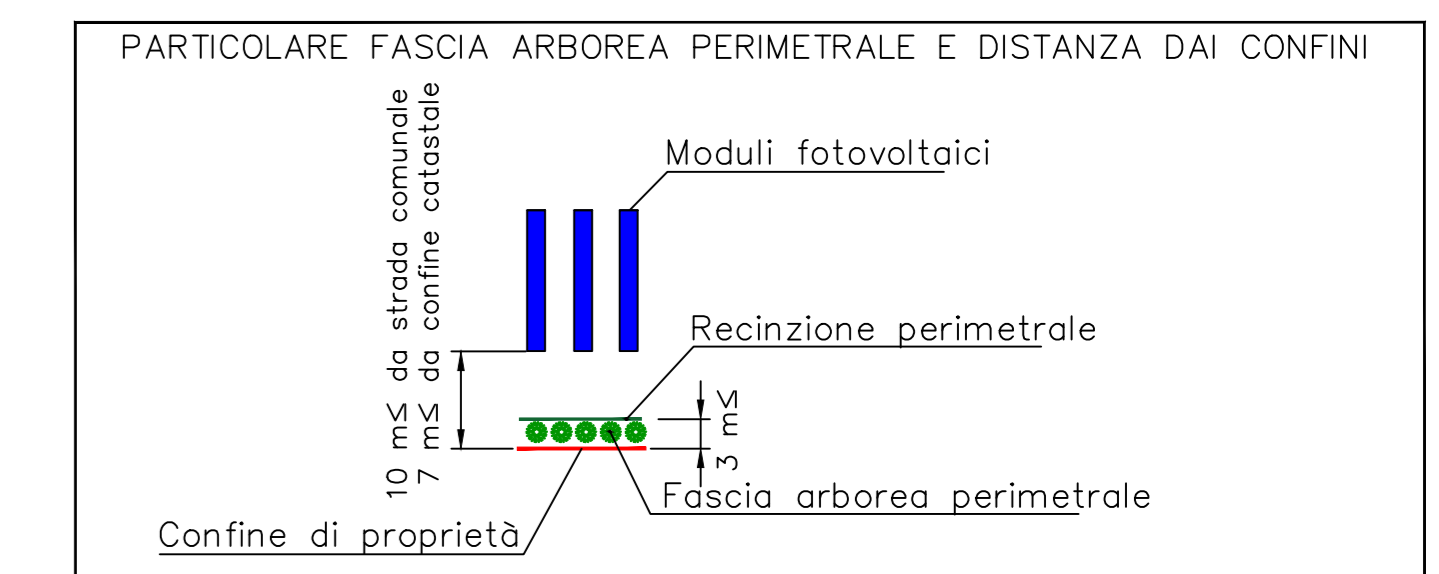 PARTICOLARE FASCIA ARBOREA PERIMETRALE E DISTANZA DAI CONFINI
10 m≤ da strada comunale
7 m≤ da confine catastale
Moduli fotovoltaici
Recinzione perimetrale
3 m≤
Fascia arborea perimetrale
Confine di proprietà